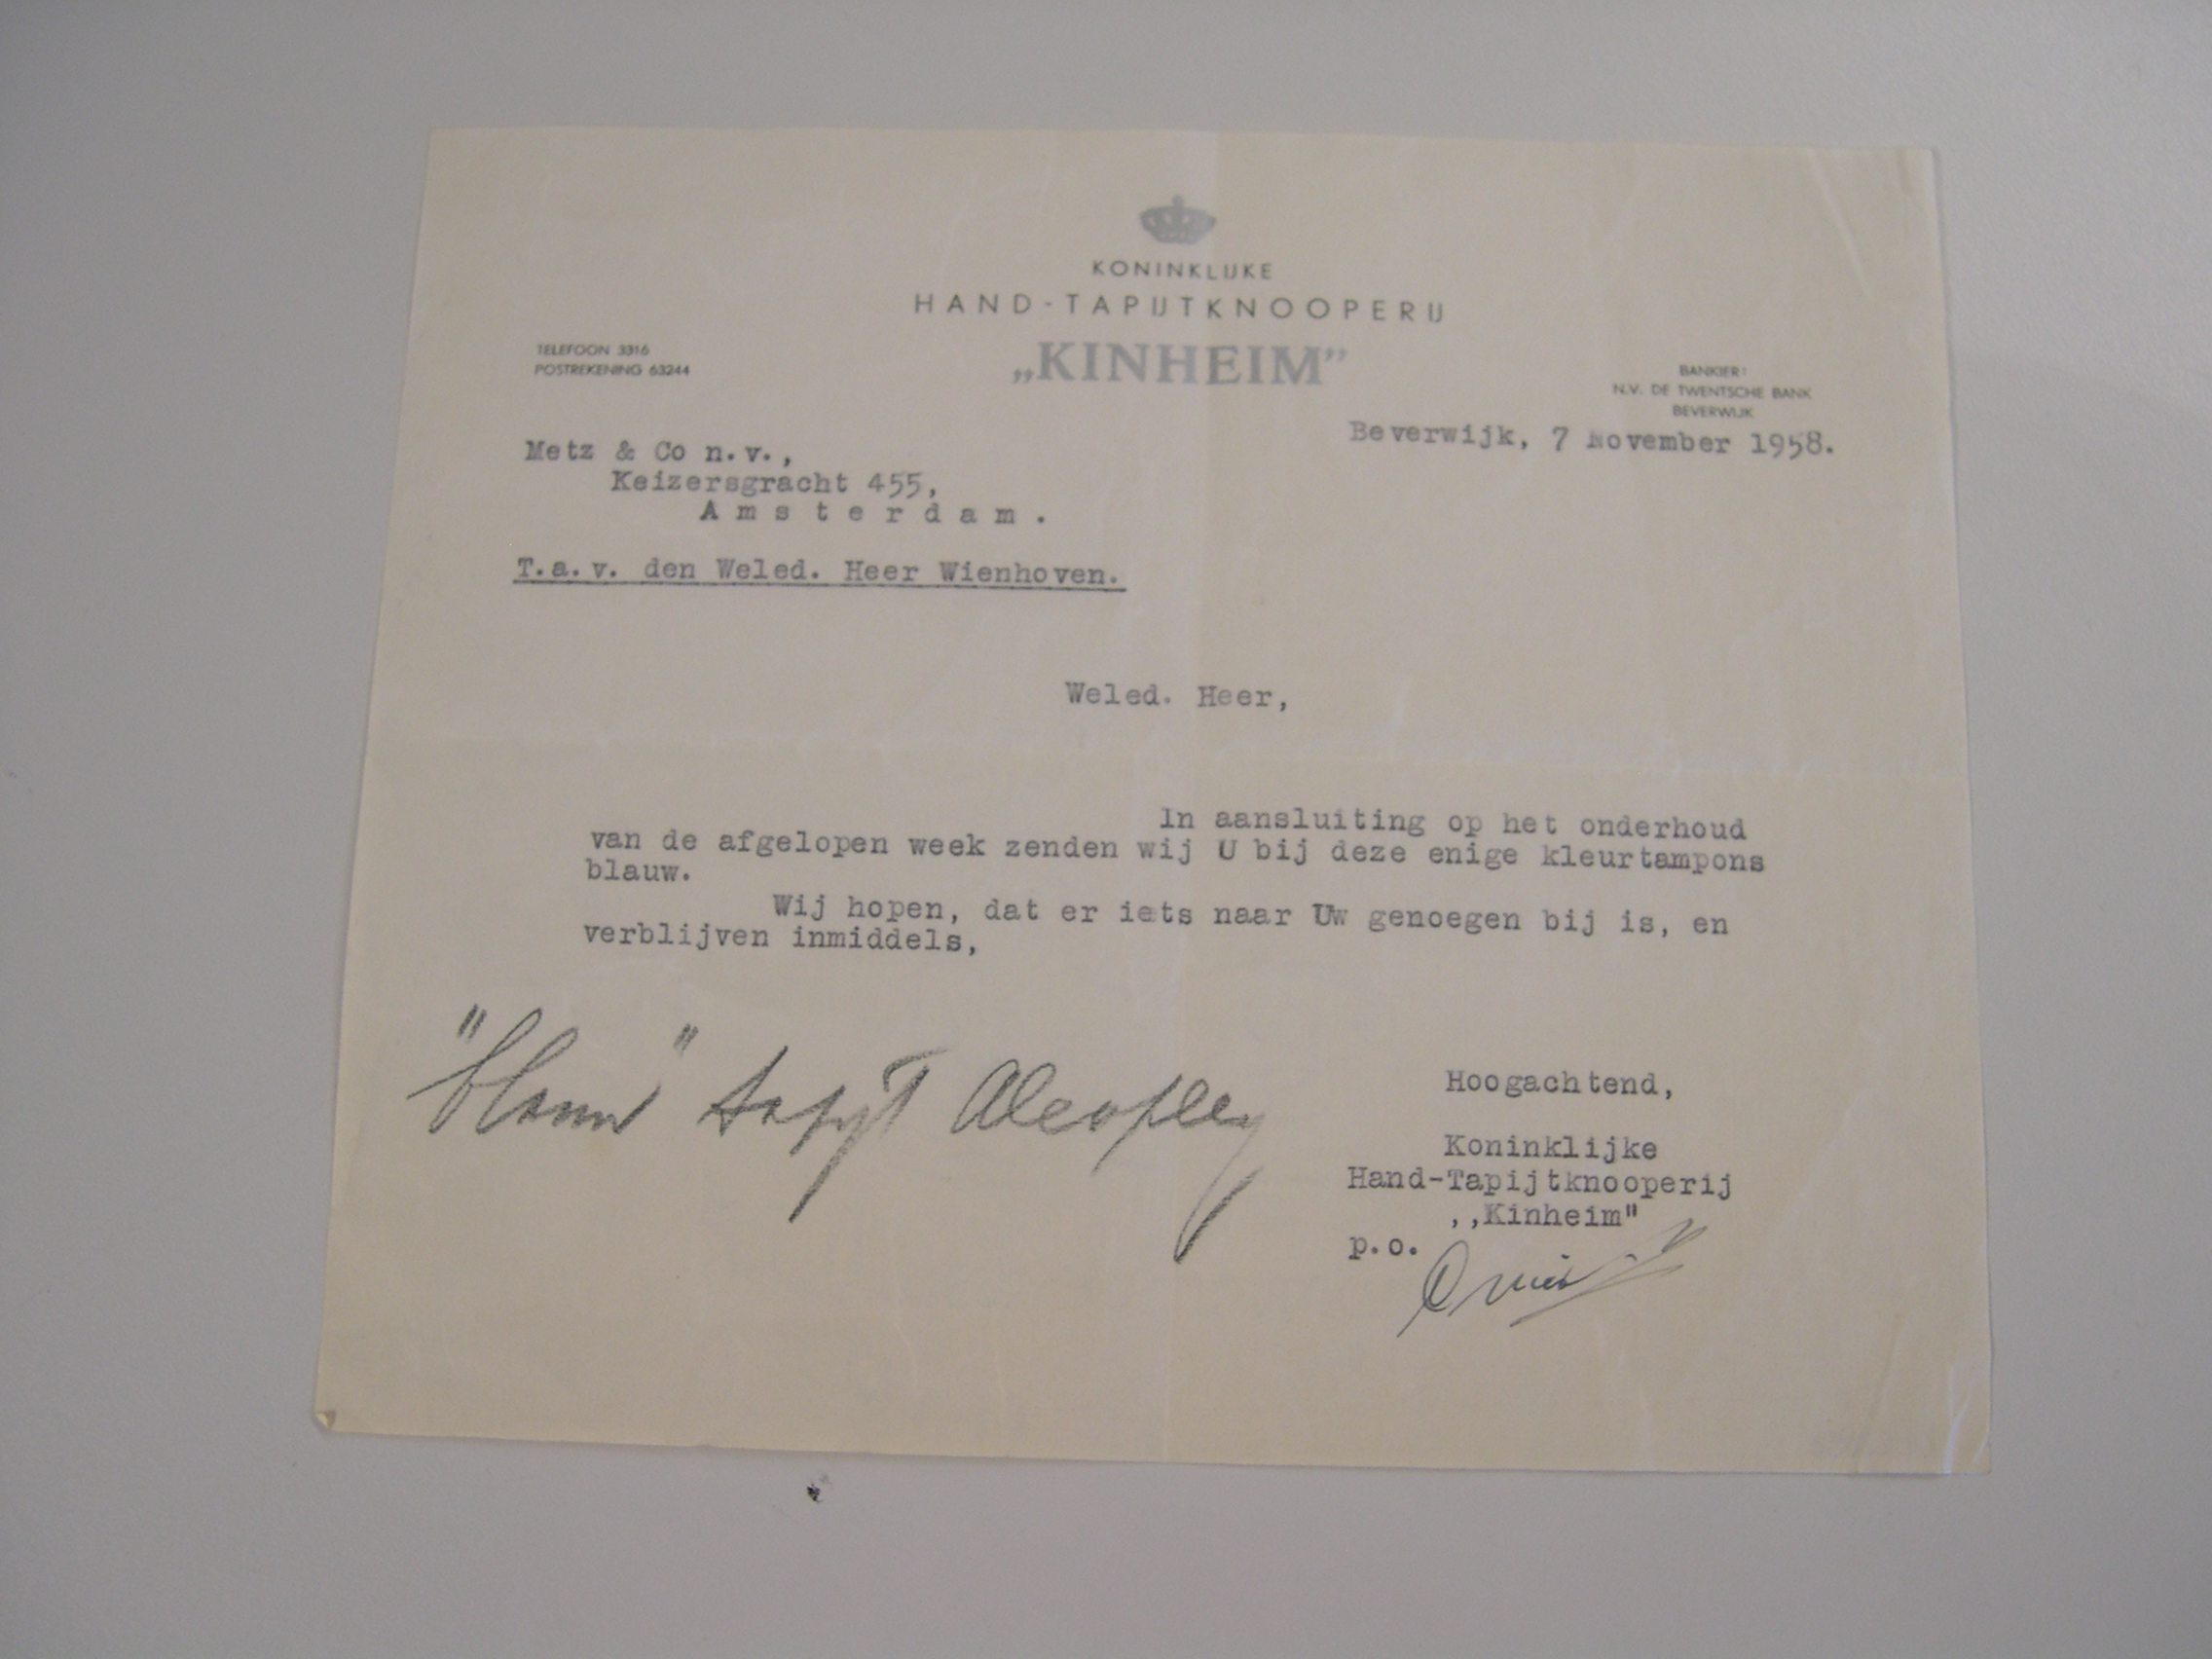 KONINKLIJKE
HAND-TAPIJTKNOOPERIJ
„KINHEIM”
TELEFOON 3316
POSTREKENING 63244
BANKIER:
N.V. DE TWENTSCHE BANK
BEVERWIJK
Beverwijk, 7 November 1958.
Metz & Co n.v.,
Keizersgracht 455,
Amsterdam.
T.a.v. den Weled. Heer Wienhoven.
Weled. Heer,
In aansluiting op het onderhoud
van de afgelopen week zenden wij U bij deze enige kleurtampons
blauw.
Wij hopen, dat er iets naar Uw genoegen bij is, en
verblijven inmiddels,
"blauw" tapijt
Hoogachtend,
Koninklijke
Hand-Tapijtknooperij
,,Kinheim"
p.o.